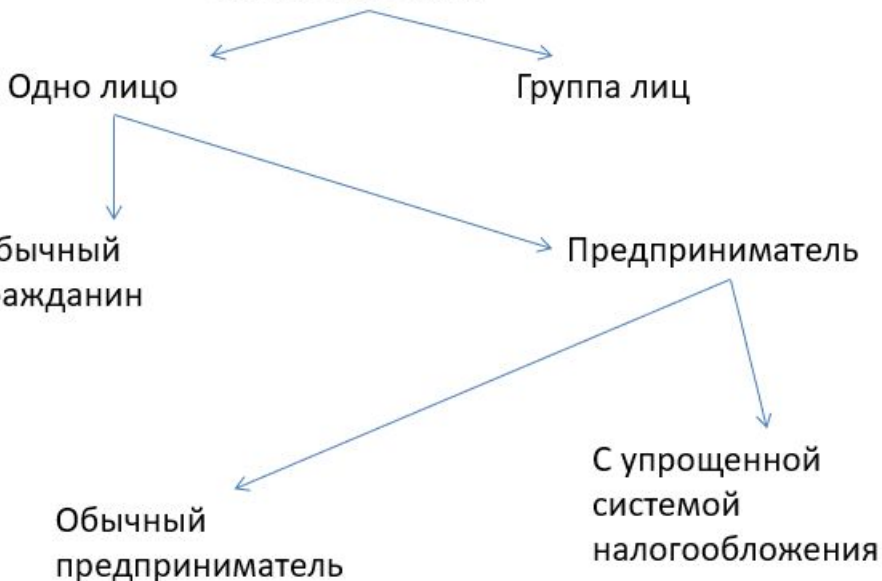 Одно лицо
Группа лиц
бычный
ажданин
Предприниматель
С упрощенной
системой
налогообложения
Обычный
предприниматель